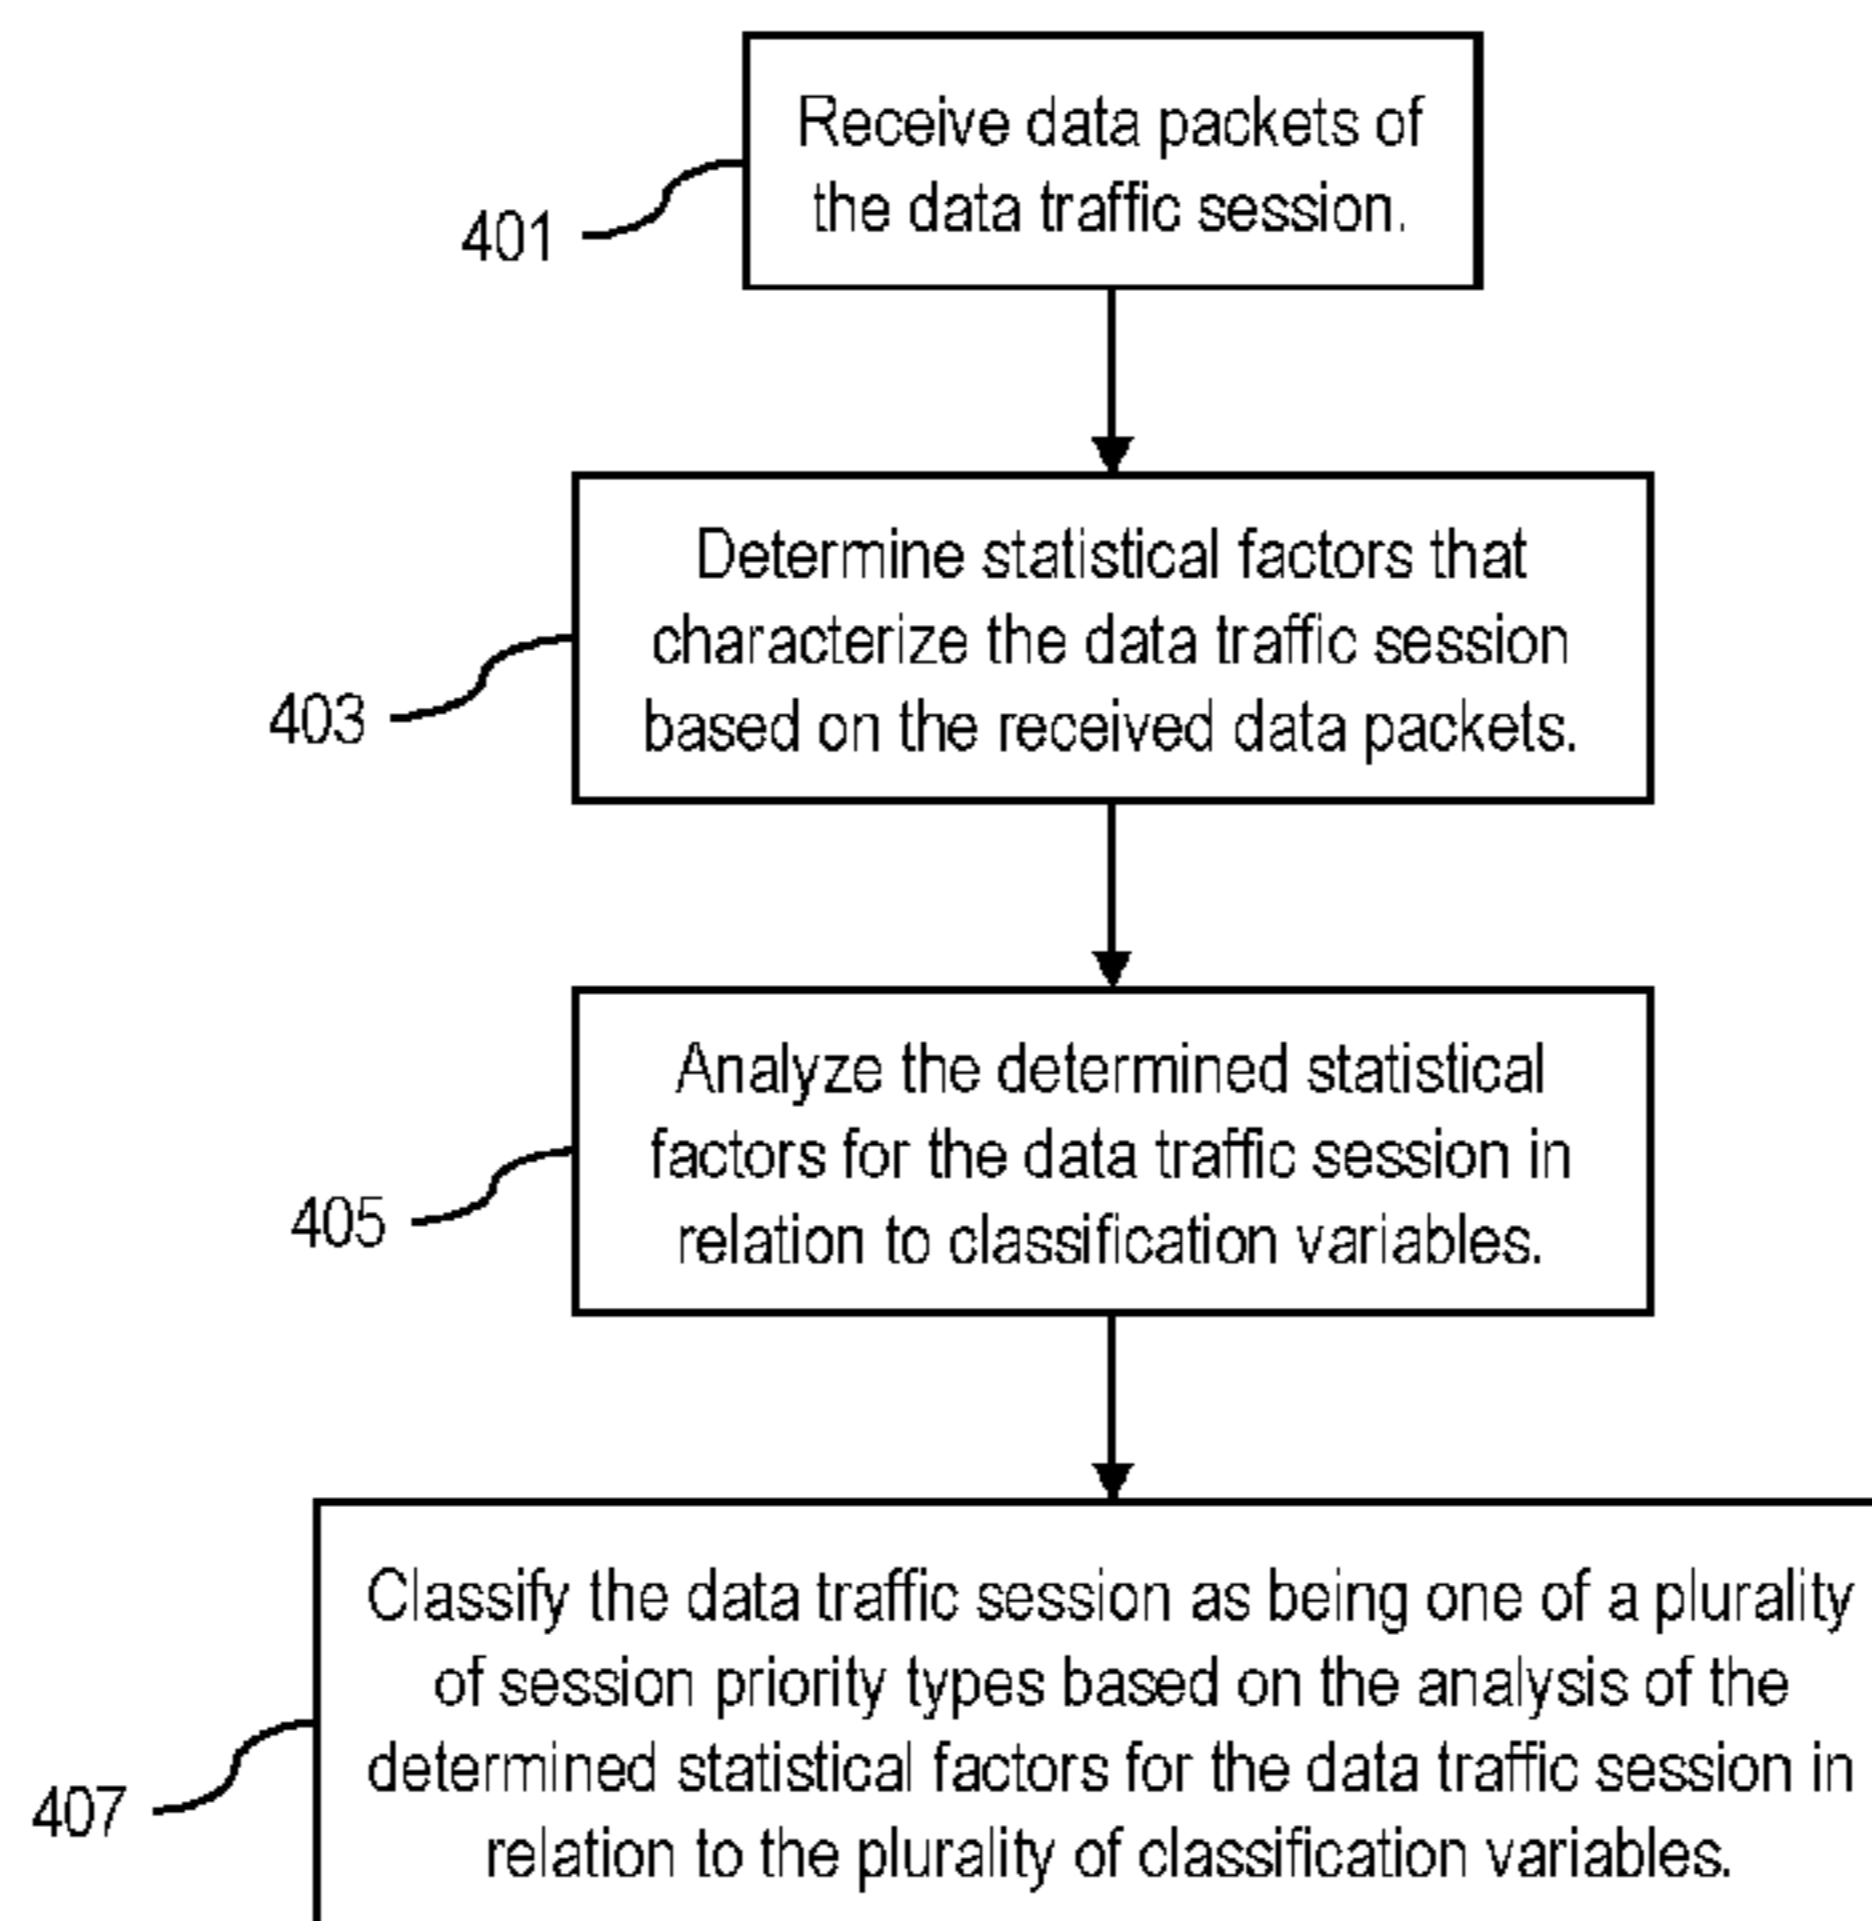 Receive data packets of
the data traffic session.
401
Determine statistical factors that
characterize the data traffic session
based on the received data packets.
403
Analyze the determined statistical
factors for the data traffic session in
relation to classification variables.
405
Classify the data traffic session as being one of a plurality
of session priority types based on the analysis of the
determined statistical factors for the data traffic session in
relation to the plurality of classification variables.
407